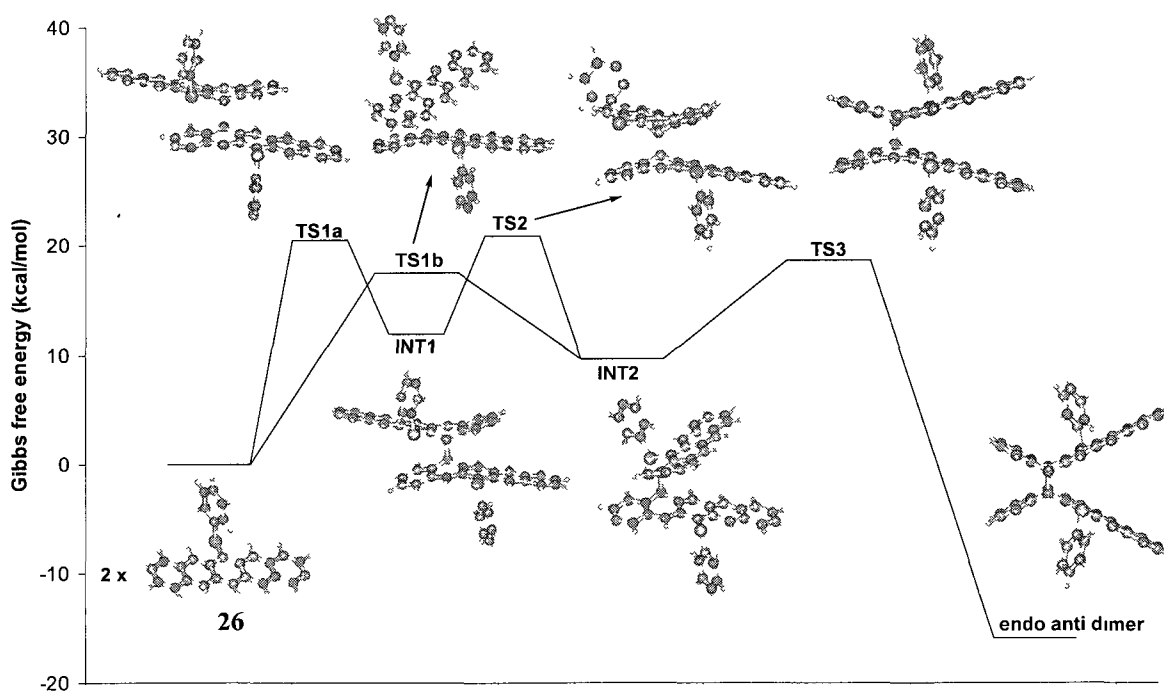 40
30
20
10
0
-10
-20
Gibbs free energy (kcal/mol)
TS1a
TS1b
TS2
TS3
INT1
INT2
2 x
26
endo anti dimer